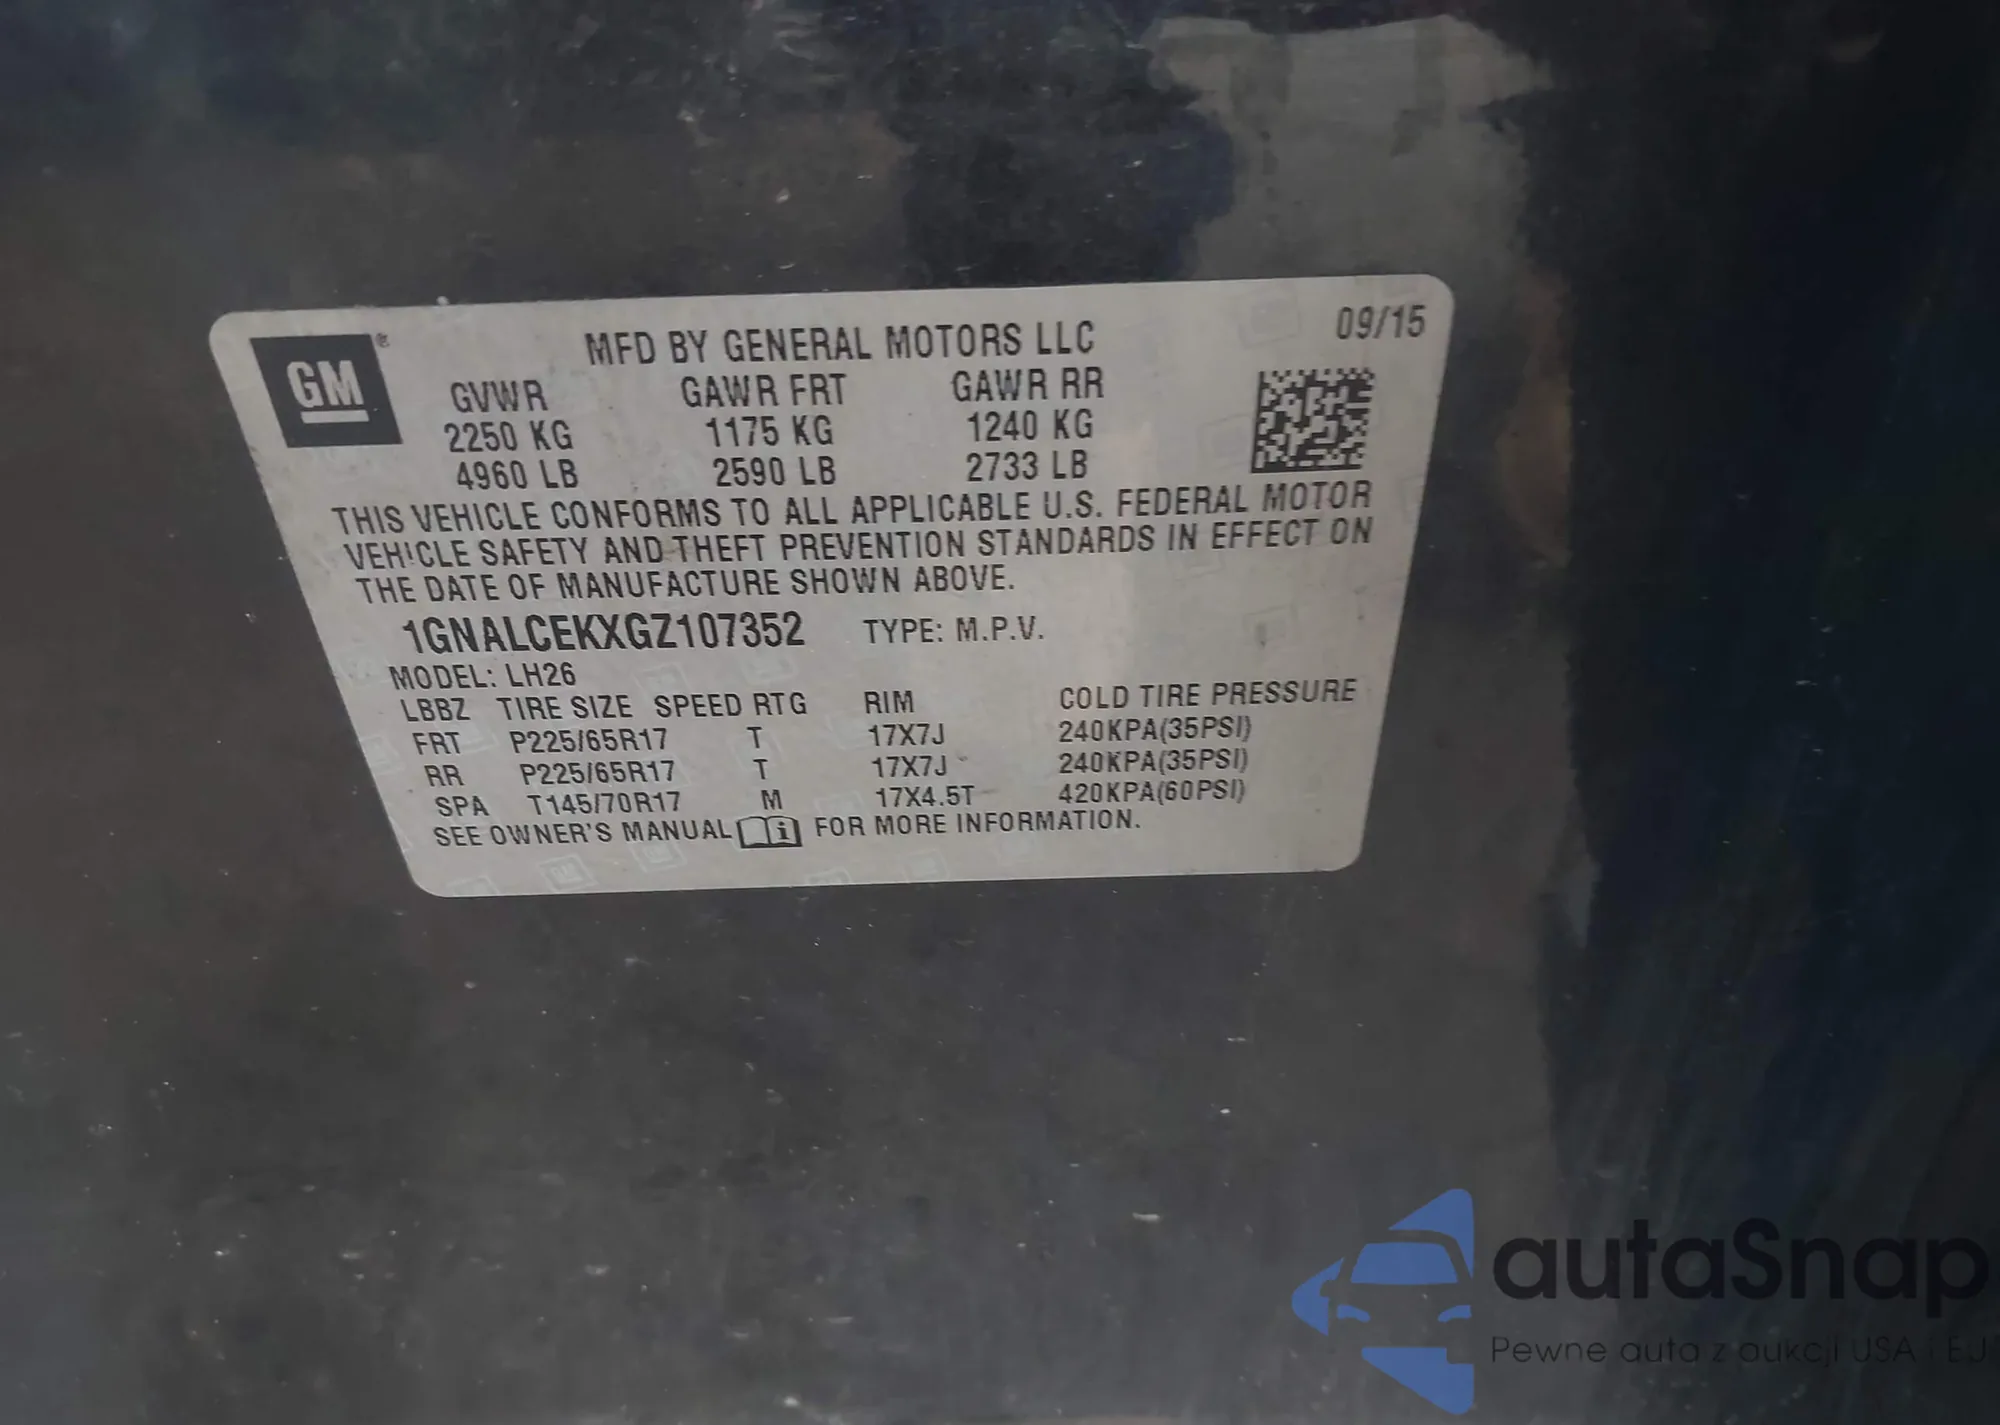 GM®
MFD BY GENERAL MOTORS LLC 09/15
GVWR GAWR FRT GAWR RR
2250 KG 1175 KG 1240 KG
4960 LB 2590 LB 2733 LB
THIS VEHICLE CONFORMS TO ALL APPLICABLE U.S. FEDERAL MOTOR
VEHICLE SAFETY AND THEFT PREVENTION STANDARDS IN EFFECT ON
THE DATE OF MANUFACTURE SHOWN ABOVE.
1GNALCEKXGZ107352 TYPE: M.P.V.
MODEL: LH26
LBBZ TIRE SIZE SPEED RTG RIM COLD TIRE PRESSURE
FRT P225/65R17 T 17X7J 240KPA(35PSI)
RR P225/65R17 T 17X7J 240KPA(35PSI)
SPA T145/70R17 M 17X4.5T 420KPA(60PSI)
SEE OWNER'S MANUAL i FOR MORE INFORMATION.
autaSnap
Pewne auta z aukcji USA i EU